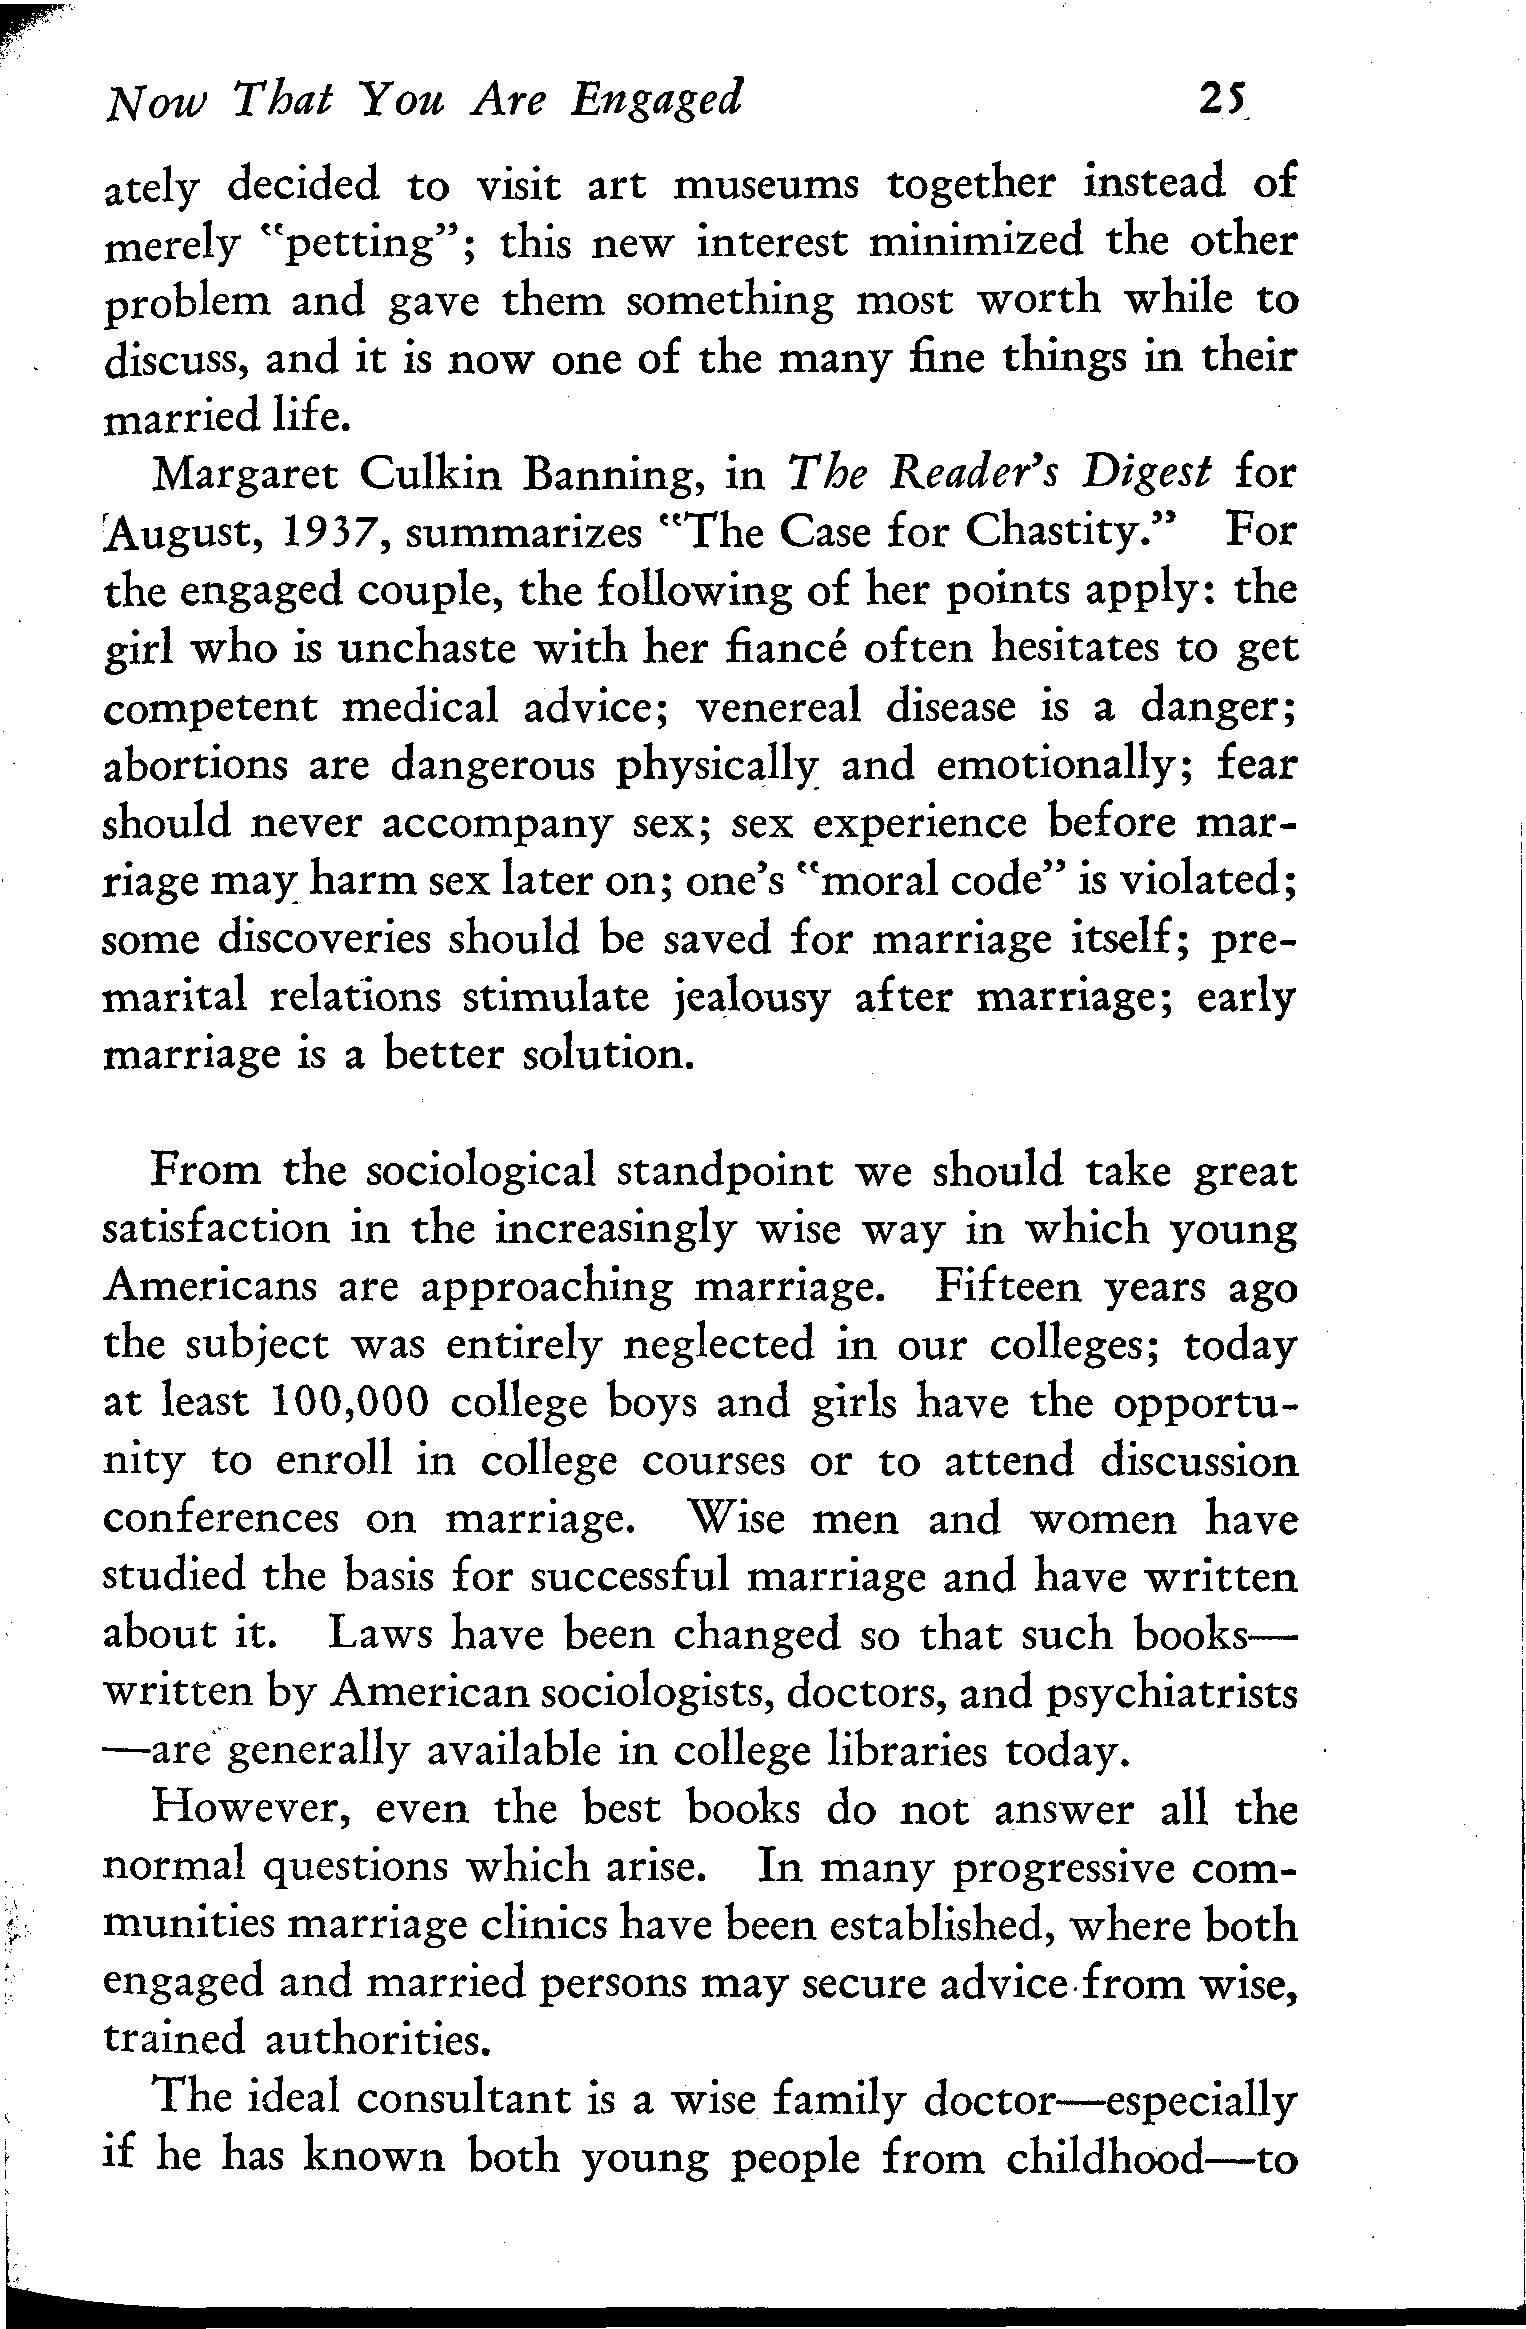 Now That You Are Engaged 25
ately decided to visit art museums together instead of
merely "petting"; this new interest minimized the other
problem and gave them something most worth while to
discuss, and it is now one of the many fine things in their
married life.
Margaret Culkin Banning, in The Reader's Digest for
August, 1937, summarizes "The Case for Chastity." For
the engaged couple, the following of her points apply: the
girl who is unchaste with her fiancé often hesitates to get
competent medical advice; venereal disease is a danger;
abortions are dangerous physically and emotionally; fear
should never accompany sex; sex experience before mar-
riage may harm sex later on; one's "moral code" is violated;
some discoveries should be saved for marriage itself; pre-
marital relations stimulate jealousy after marriage; early
marriage is a better solution.
From the sociological standpoint we should take great
satisfaction in the increasingly wise way in which young
Americans are approaching marriage. Fifteen years ago
the subject was entirely neglected in our colleges; today
at least 100,000 college boys and girls have the opportu-
nity to enroll in college courses or to attend discussion
conferences on marriage. Wise men and women have
studied the basis for successful marriage and have written
about it. Laws have been changed so that such books—
written by American sociologists, doctors, and psychiatrists
—are generally available in college libraries today.
However, even the best books do not answer all the
normal questions which arise. In many progressive com-
munities marriage clinics have been established, where both
engaged and married persons may secure advice from wise,
trained authorities.
The ideal consultant is a wise family doctor—especially
if he has known both young people from childhood—to